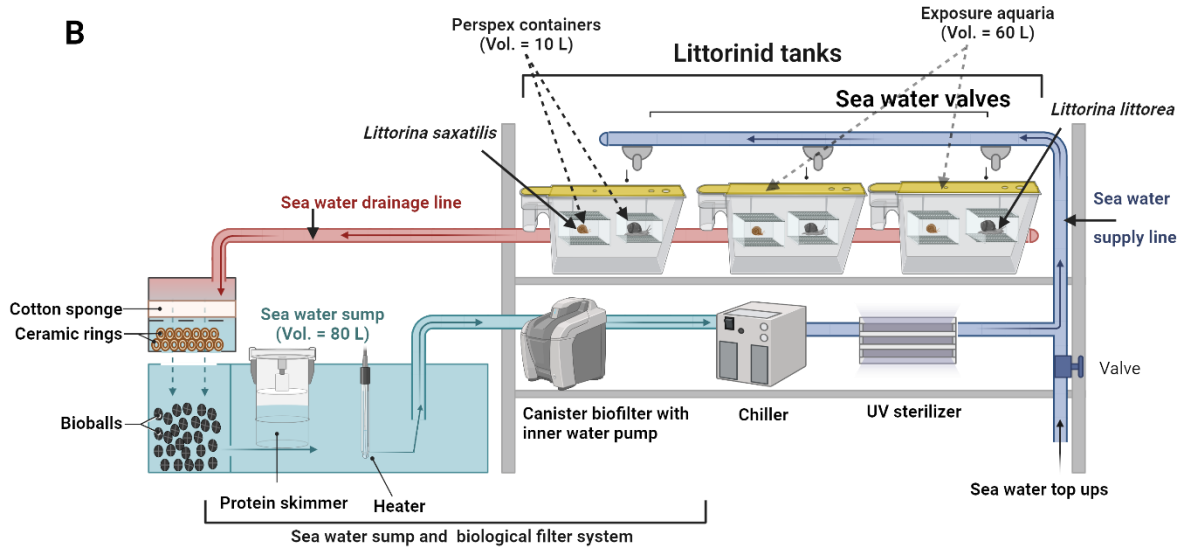 B
Perspex containers
(Vol. = 10 L)
Exposure aquaria
(Vol. = 60 L)
Littorinid tanks
Sea water valves
Littorina saxatilis
Littorina littorea
Sea water drainage line
Sea water
supply line
Cotton sponge
Ceramic rings
Sea water sump
(Vol. = 80 L)
Bioballs
Canister biofilter with
inner water pump
Chiller
UV sterilizer
Valve
Protein skimmer
Heater
Sea water top ups
Sea water sump and biological filter system